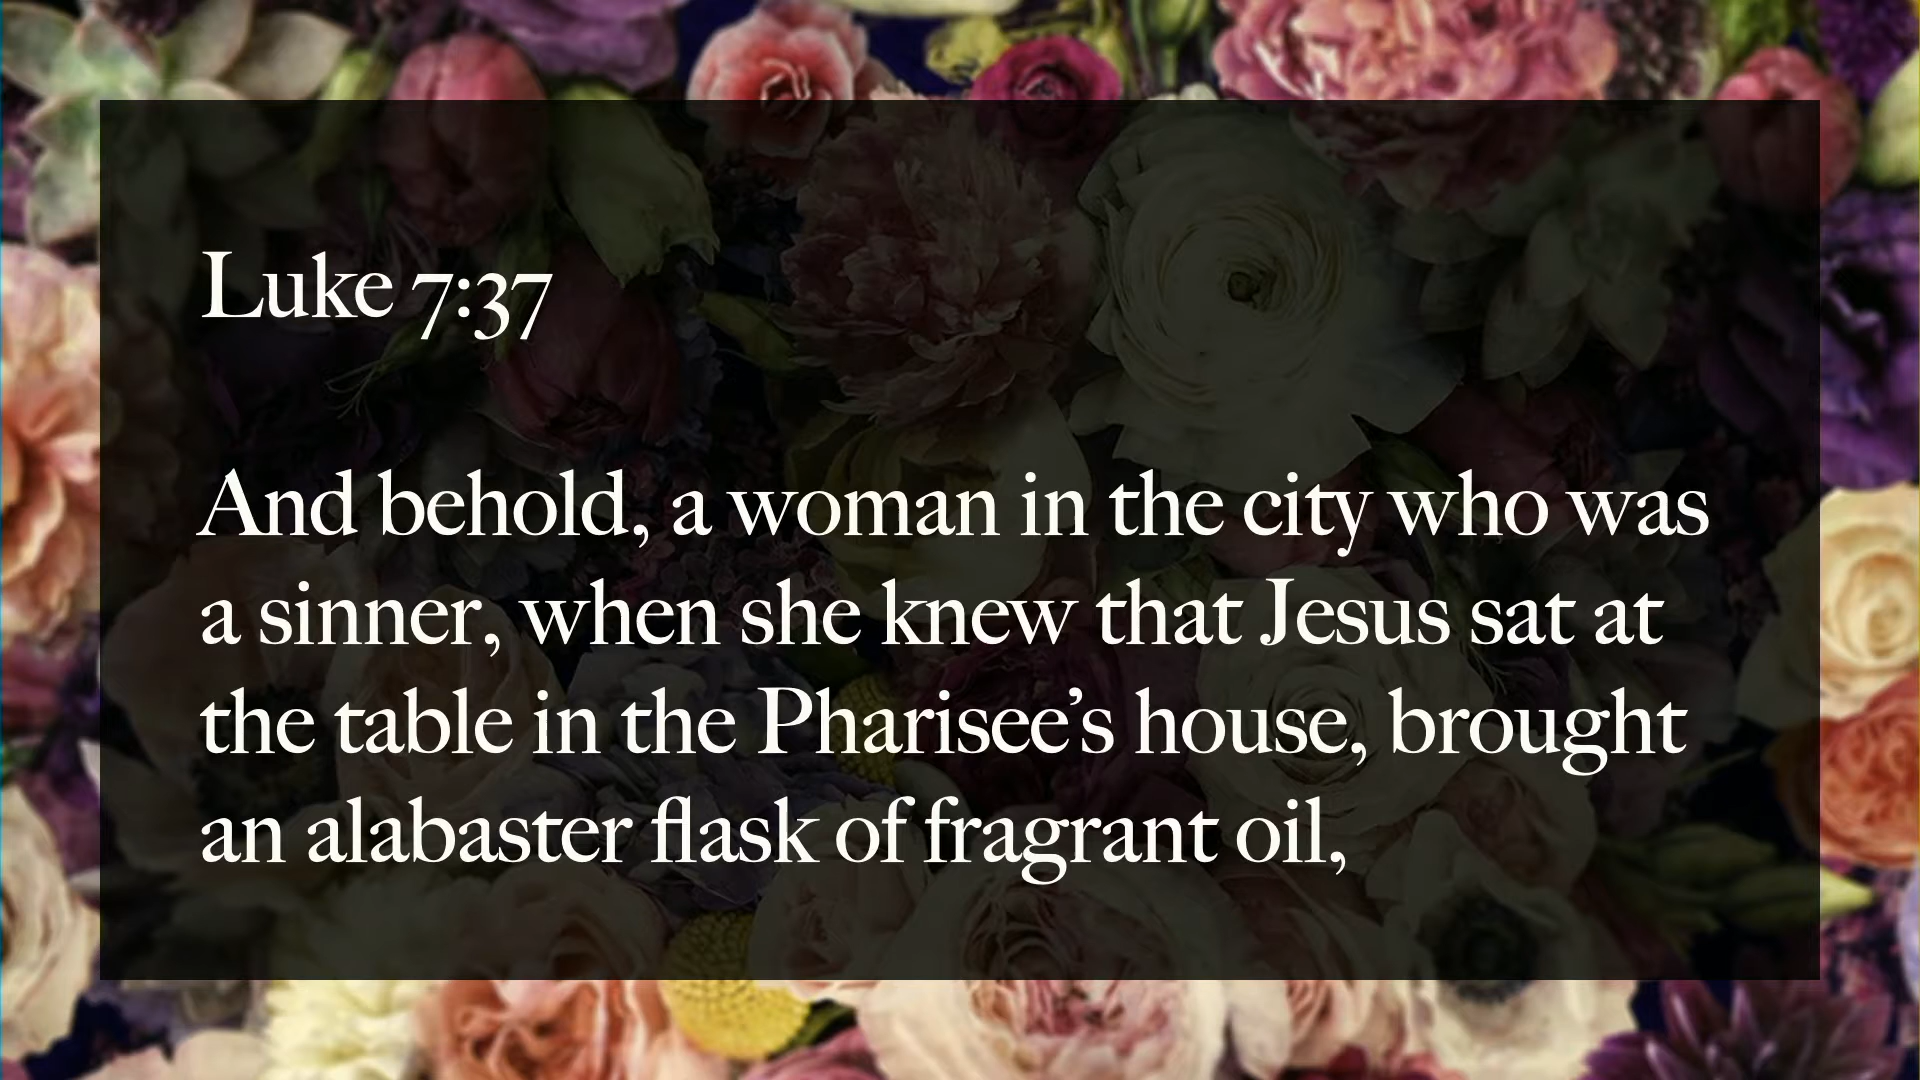 Luke 7:37
And behold, a woman in the city who was
a sinner, when she knew that Jesus sat at
the table in the Pharisee’s house, brought
an alabaster flask of fragrant oil,